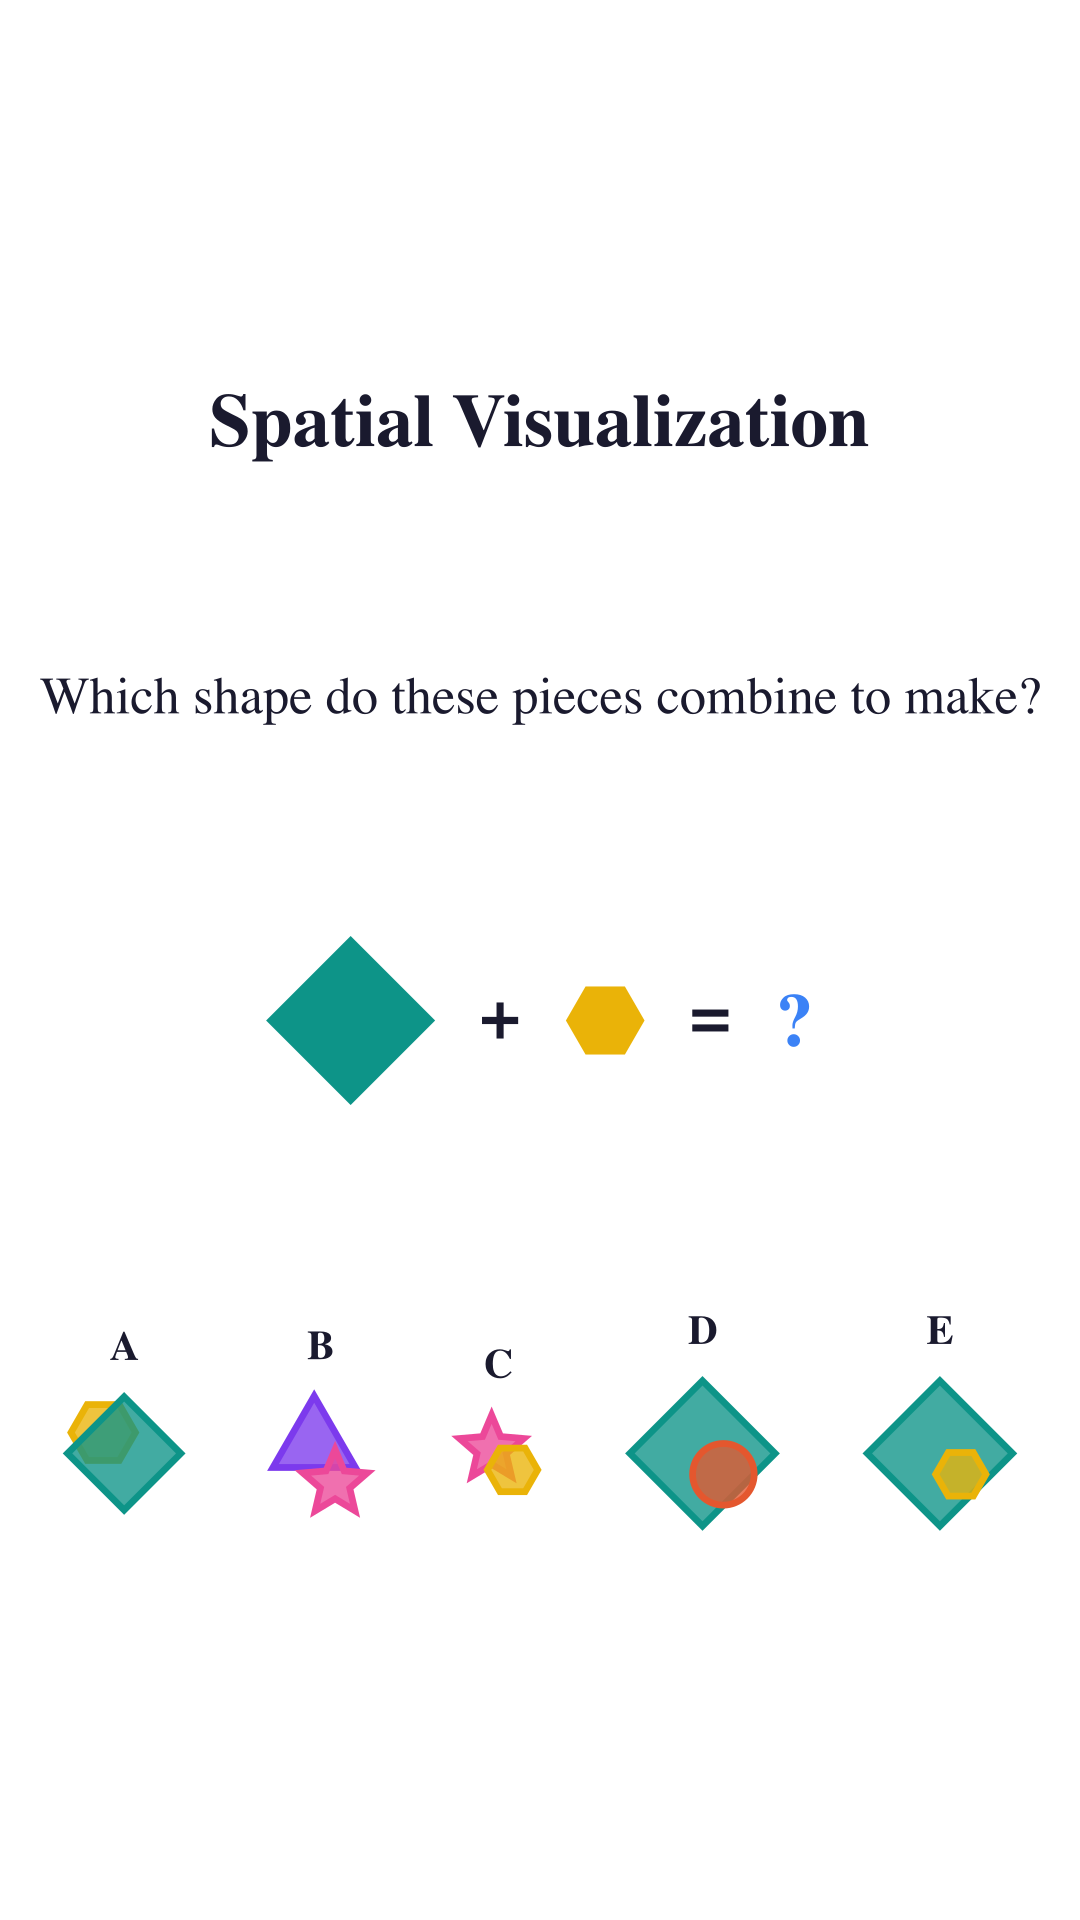 Spatial Visualization
Which shape do these pieces combine to make?
+ = ?
A B C D E